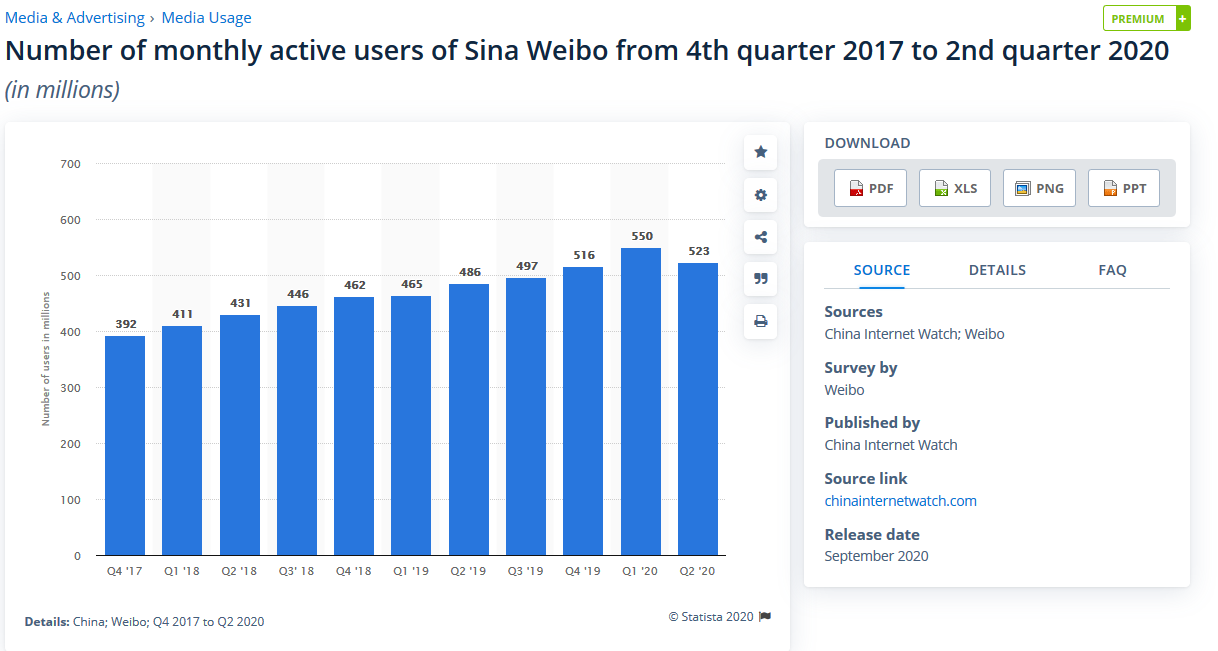 Media & Advertising › Media Usage
PREMIUM +
Number of monthly active users of Sina Weibo from 4th quarter 2017 to 2nd quarter 2020
(in millions)
700
600
500
400
300
200
100
0
Number of users in millions
392
411
431
446
462
465
486
497
516
550
523
Q4 '17
Q1 '18
Q2 '18
Q3' 18
Q4 '18
Q1 '19
Q2 '19
Q3 '19
Q4 '19
Q1 '20
Q2 '20
Details: China; Weibo; Q4 2017 to Q2 2020
© Statista 2020
DOWNLOAD
PDF
XLS
PNG
PPT
SOURCE
DETAILS
FAQ
Sources
China Internet Watch; Weibo
Survey by
Weibo
Published by
China Internet Watch
Source link
chinainternetwatch.com
Release date
September 2020